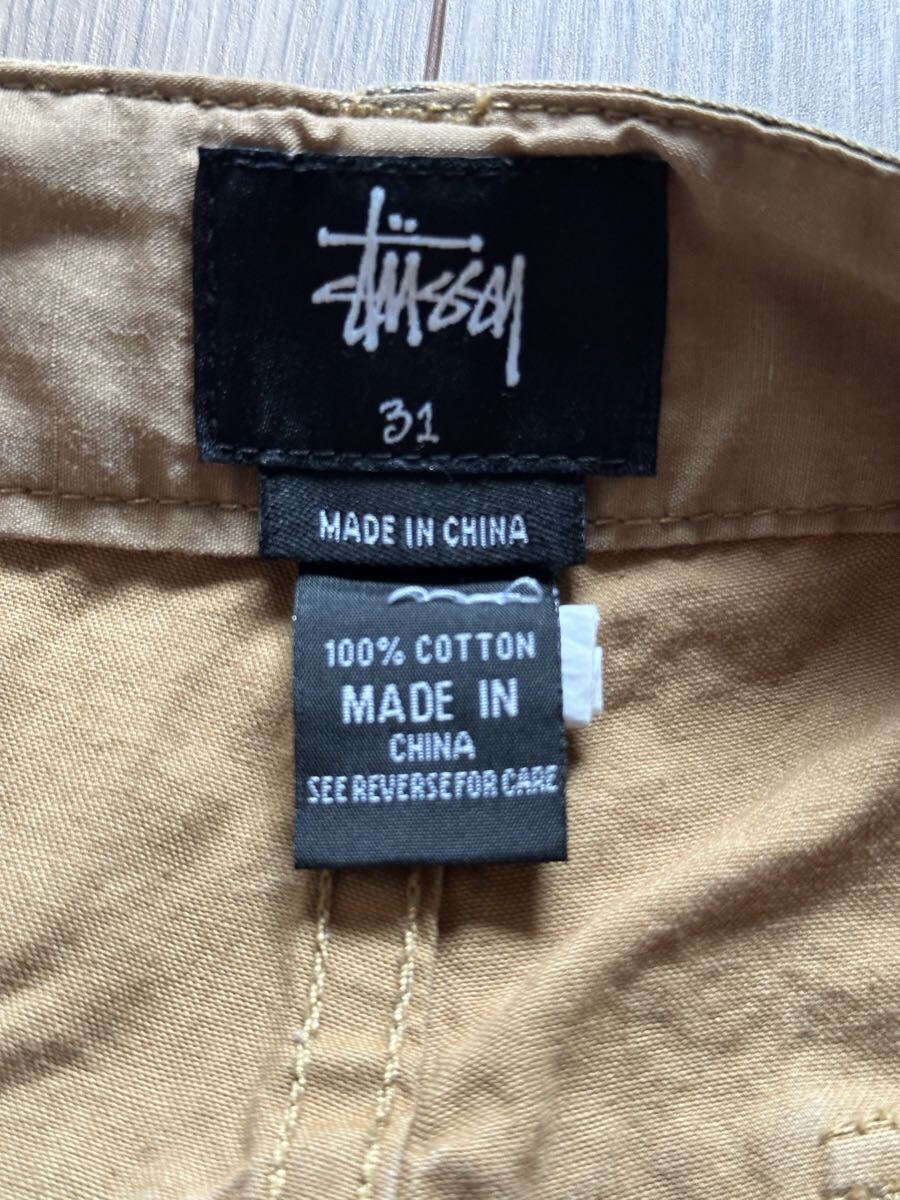 stüssy
31
MADE IN CHINA
100% COTTON
MADE IN
CHINA
SEE REVERSE FOR CARE